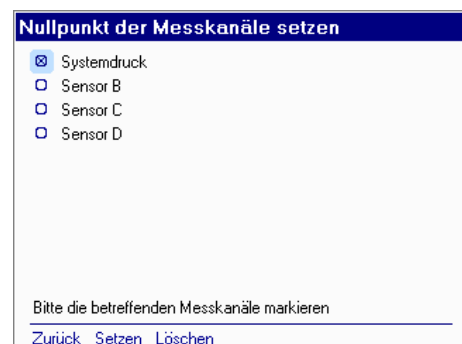 Nullpunkt der Messkanäle setzen
Systemdruck
Sensor B
Sensor C
Sensor D
Bitte die betreffenden Messkanäle markieren
Zurück Setzen Löschen